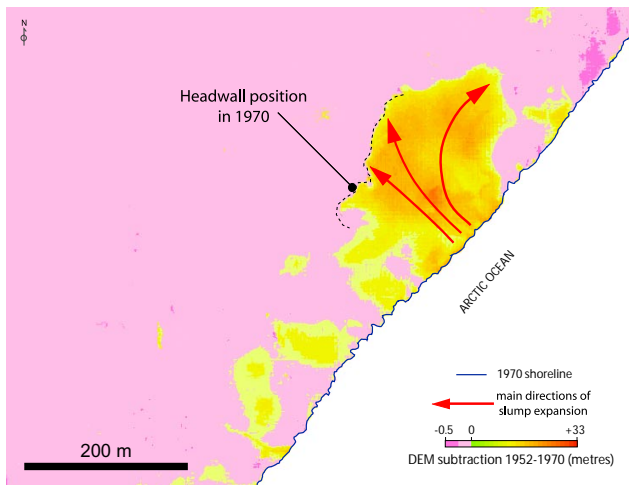 N
Headwall position
in 1970
ARCTIC OCEAN
1970 shoreline
main directions of
slump expansion
-0.5 0 +33
DEM subtraction 1952-1970 (metres)
200 m